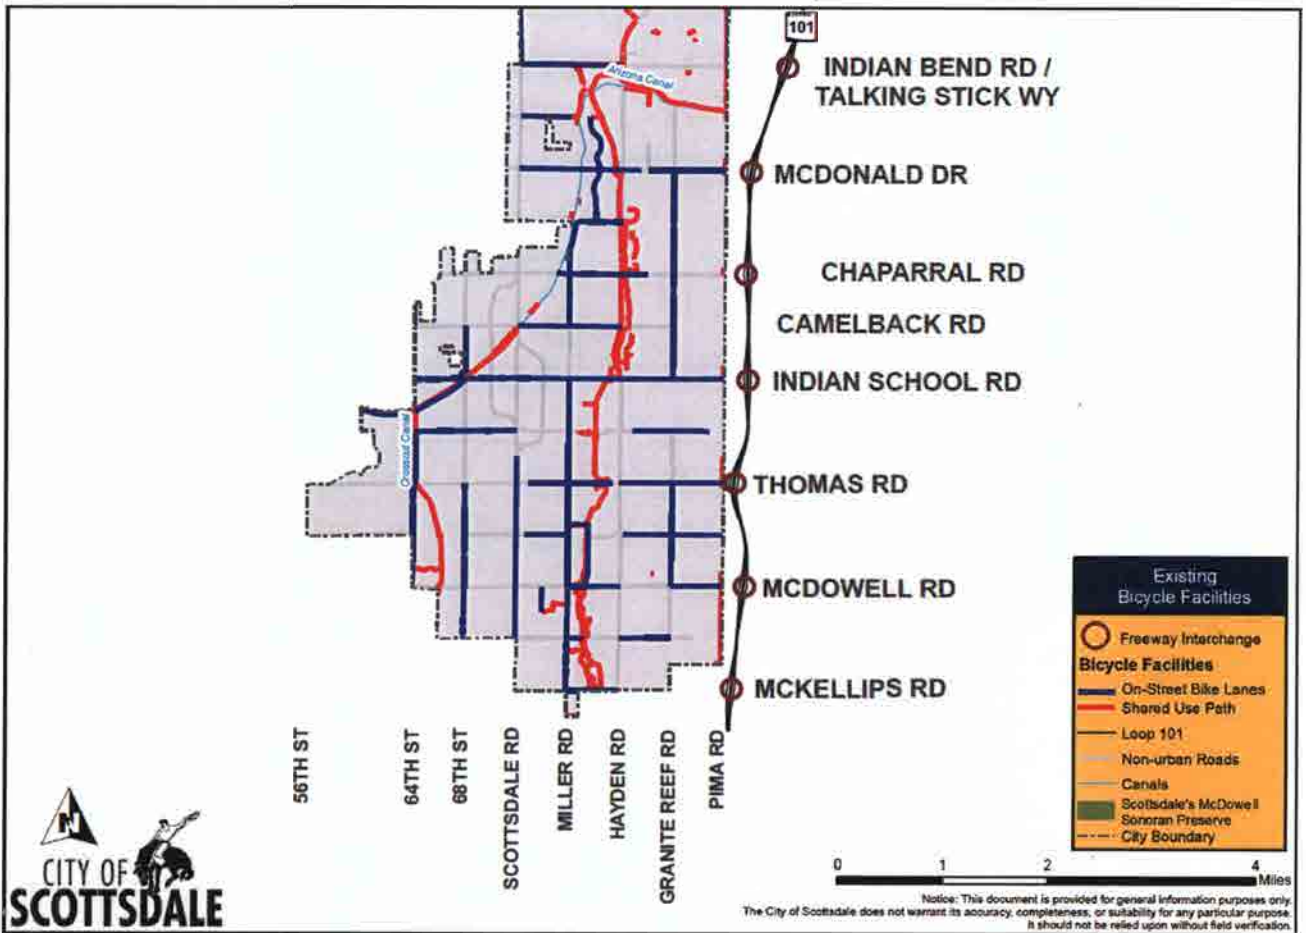 101
INDIAN BEND RD /
TALKING STICK WY
Arizona Canal
MCDONALD DR
CHAPARRAL RD
CAMELBACK RD
INDIAN SCHOOL RD
Crosscut Canal
THOMAS RD
MCDOWELL RD
MCKELLIPS RD
56TH ST
64TH ST
68TH ST
SCOTTSDALE RD
MILLER RD
HAYDEN RD
GRANITE REEF RD
PIMA RD
Existing
Bicycle Facilities
Freeway Interchange
Bicycle Facilities
On-Street Bike Lanes
Shared Use Path
Loop 101
Non-urban Roads
Canals
Scottsdale's McDowell
Sonoran Preserve
City Boundary
N
CITY OF
SCOTTSDALE
0 1 2 4
Miles
Notice: This document is provided for general information purposes only.
The City of Scottsdale does not warrant its accuracy, completeness, or suitability for any particular purpose.
It should not be relied upon without field verification.